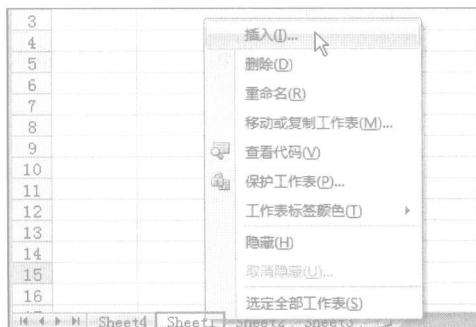 3
4
5
6
7
8
9
10
11
12
13
14
15
16
插入(I)...
删除(D)
重命名(R)
移动或复制工作表(M)...
查看代码(V)
保护工作表(P)...
工作表标签颜色(T)
隐藏(H)
取消隐藏(U)...
选定全部工作表(S)
Sheet4 Sheet1 Sheet2 Sheet3